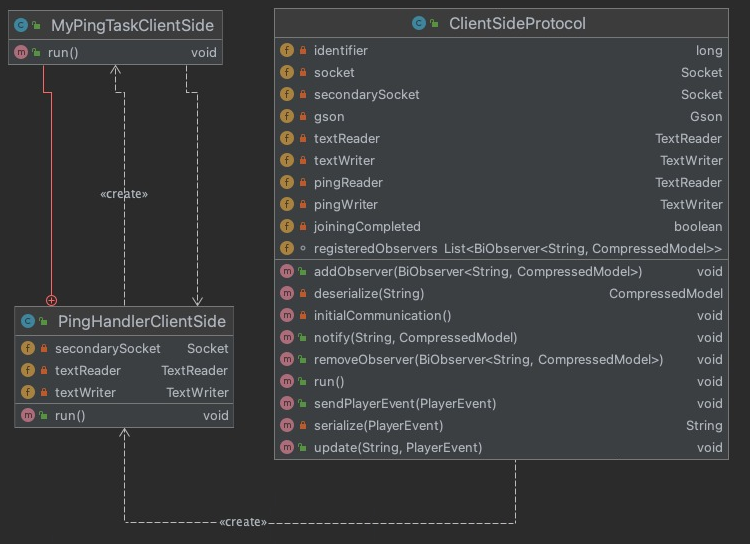 MyPingTaskClientSide
run() void
«create»
PingHandlerClientSide
secondarySocket Socket
textReader TextReader
textWriter TextWriter
run() void
ClientSideProtocol
identifier long
socket Socket
secondarySocket Socket
gson Gson
textReader TextReader
textWriter TextWriter
pingReader TextReader
pingWriter TextWriter
joiningCompleted boolean
registeredObservers List<BiObserver<String, CompressedModel>>
addObserver(BiObserver<String, CompressedModel>) void
deserialize(String) CompressedModel
initialCommunication() void
notify(String, CompressedModel) void
removeObserver(BiObserver<String, CompressedModel>) void
run() void
sendPlayerEvent(PlayerEvent) void
serialize(PlayerEvent) String
update(String, PlayerEvent) void
«create»